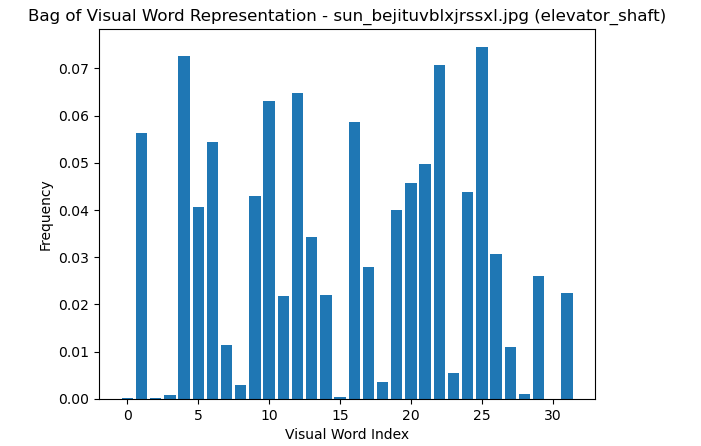 Bag of Visual Word Representation - sun_bejituvblxjrssxl.jpg (elevator_shaft)
0.07
0.06
0.05
0.04
0.03
0.02
0.01
0.00
Frequency
0 5 10 15 20 25 30
Visual Word Index